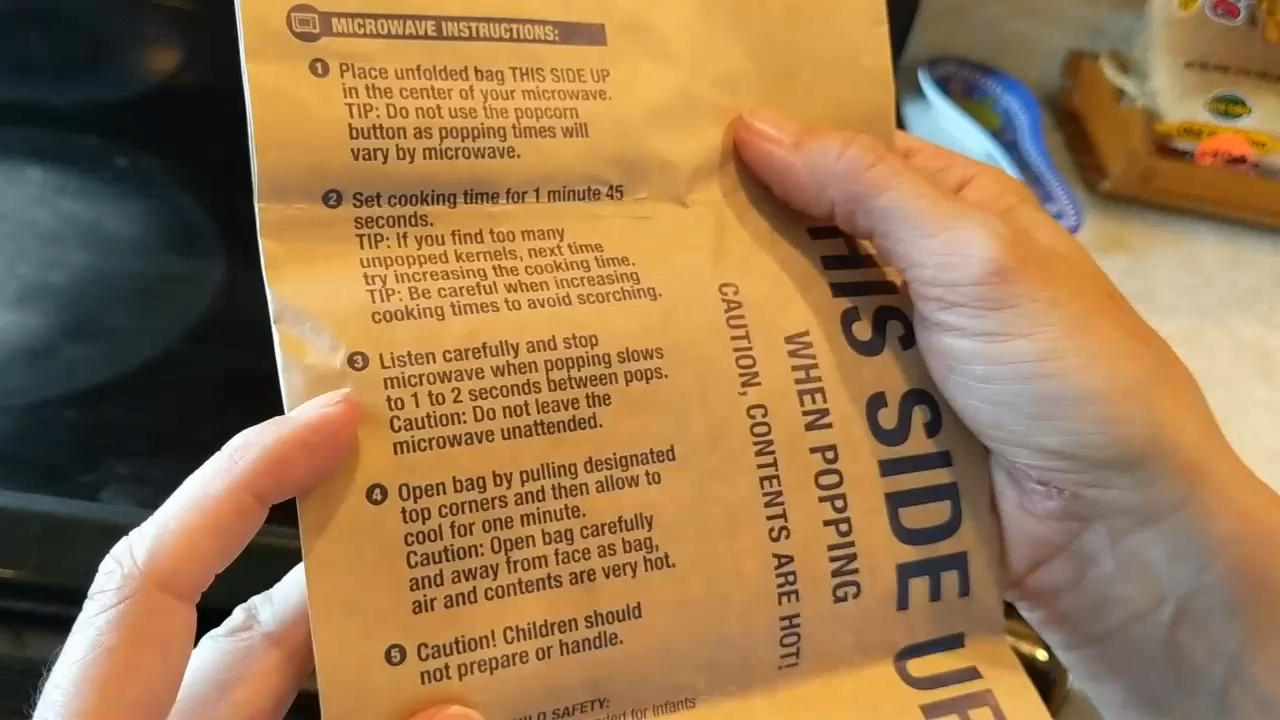 MICROWAVE INSTRUCTIONS:
1 Place unfolded bag THIS SIDE UP
in the center of your microwave.
TIP: Do not use the popcorn
button as popping times will
vary by microwave.
2 Set cooking time for 1 minute 45
seconds.
TIP: If you find too many
unpopped kernels, next time
try increasing the cooking time.
TIP: Be careful when increasing
cooking times to avoid scorching.
3 Listen carefully and stop
microwave when popping slows
to 1 to 2 seconds between pops.
Caution: Do not leave the
microwave unattended.
4 Open bag by pulling designated
top corners and then allow to
cool for one minute.
Caution: Open bag carefully
and away from face as bag,
air and contents are very hot.
5 Caution! Children should
not prepare or handle.
SAFETY:
for Infants
HIS SIDE UP
WHEN POPPING
CAUTION, CONTENTS ARE HOT!